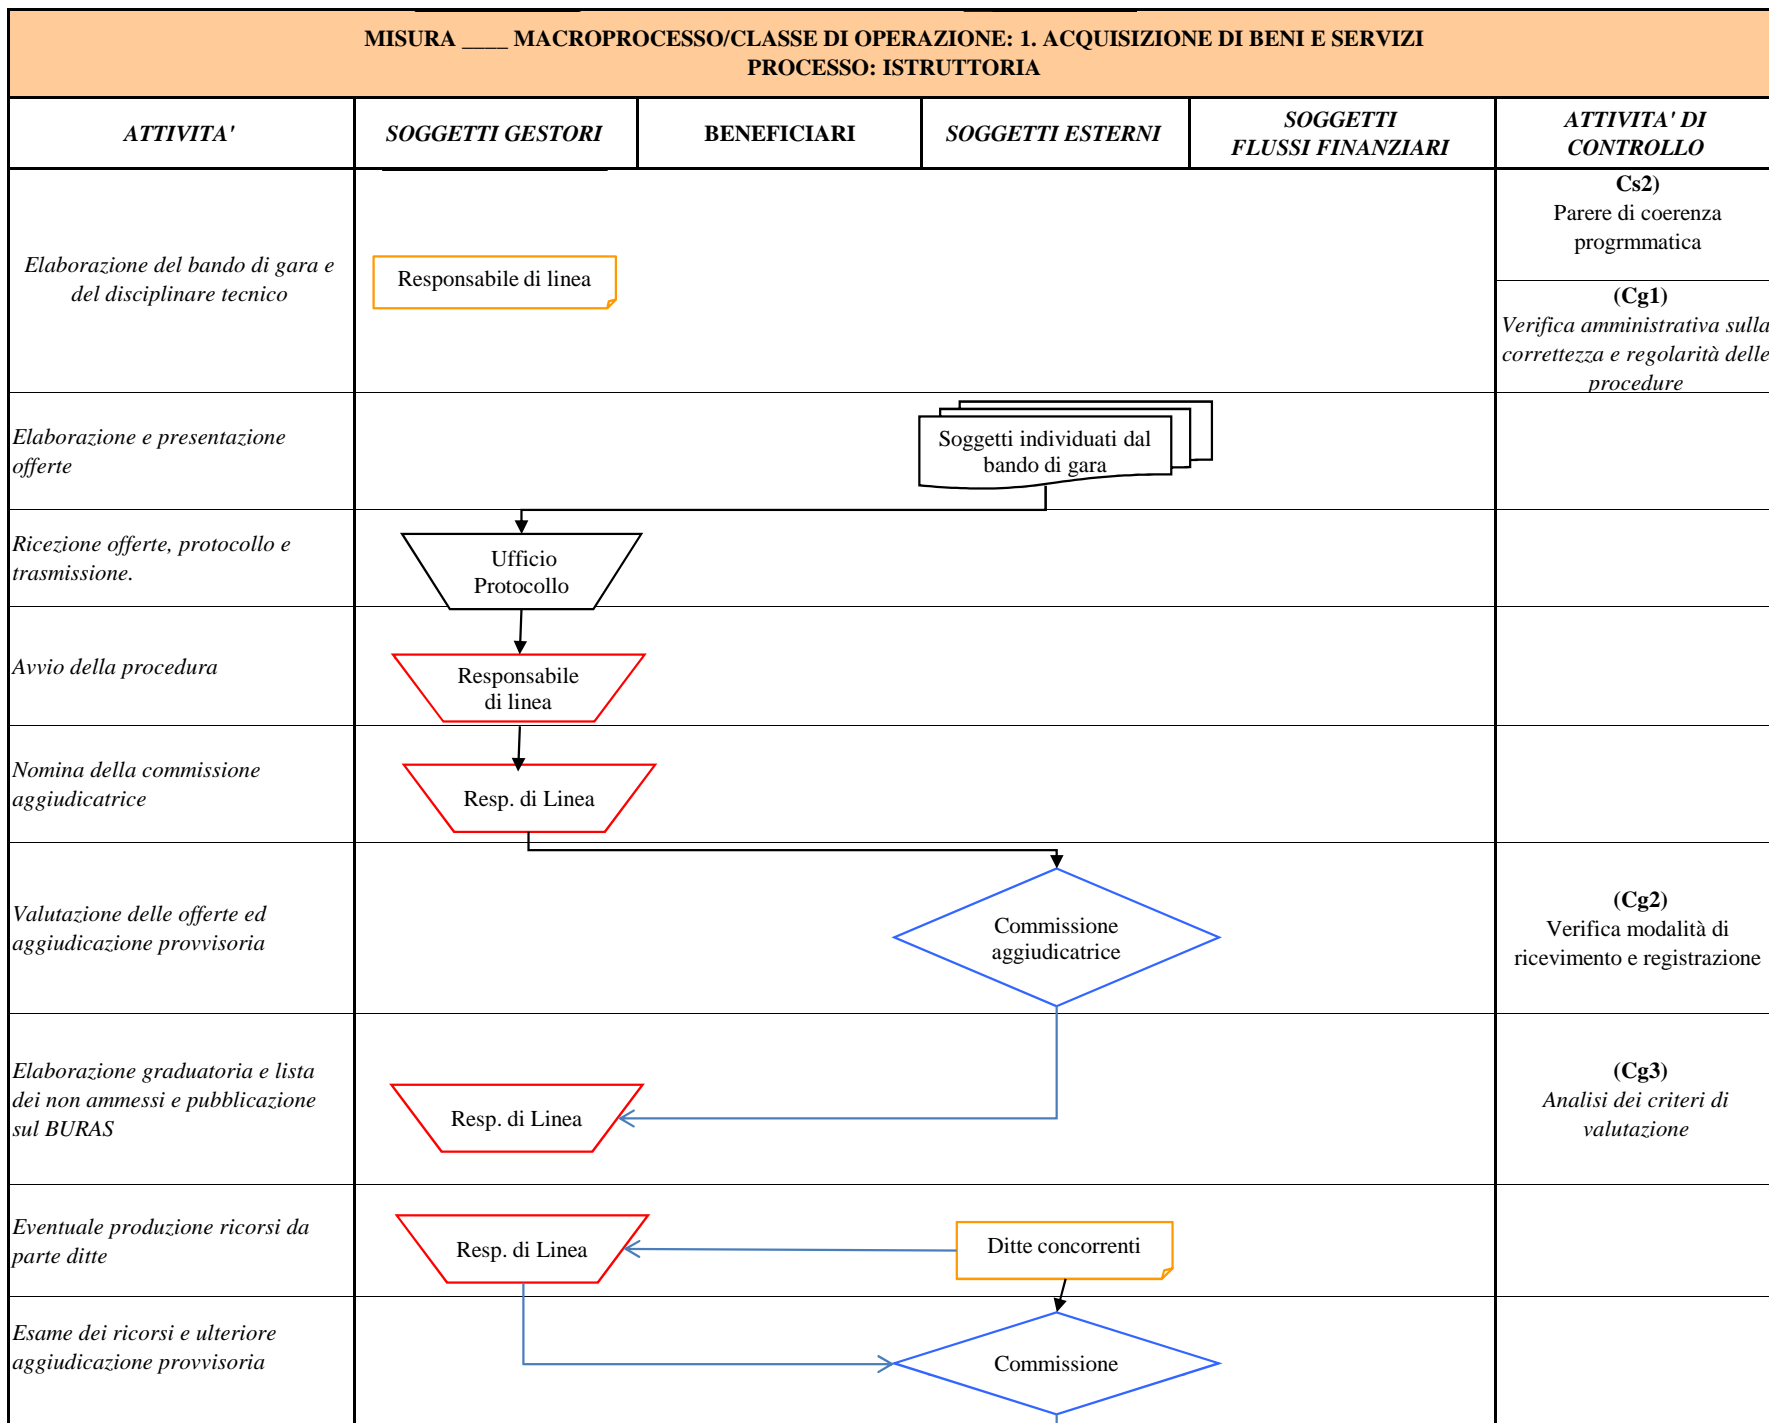 MISURA ____ MACROPROCESSO/CLASSE DI OPERAZIONE: 1. ACQUISIZIONE DI BENI E SERVIZI
PROCESSO: ISTRUTTORIA
ATTIVITA'
SOGGETTI GESTORI
BENEFICIARI
SOGGETTI ESTERNI
SOGGETTI
FLUSSI FINANZIARI
ATTIVITA' DI
CONTROLLO
Elaborazione del bando di gara e
del disciplinare tecnico
Responsabile di linea
Cs2)
Parere di coerenza
progrmmatica
(Cg1)
Verifica amministrativa sulla
correttezza e regolarità delle
procedure
Elaborazione e presentazione
offerte
Soggetti individuati dal
bando di gara
Ricezione offerte, protocollo e
trasmissione.
Ufficio
Protocollo
Avvio della procedura
Responsabile
di linea
Nomina della commissione
aggiudicatrice
Resp. di Linea
Valutazione delle offerte ed
aggiudicazione provvisoria
Commissione
aggiudicatrice
(Cg2)
Verifica modalità di
ricevimento e registrazione
Elaborazione graduatoria e lista
dei non ammessi e pubblicazione
sul BURAS
Resp. di Linea
(Cg3)
Analisi dei criteri di
valutazione
Eventuale produzione ricorsi da
parte ditte
Resp. di Linea
Ditte concorrenti
Esame dei ricorsi e ulteriore
aggiudicazione provvisoria
Commissione